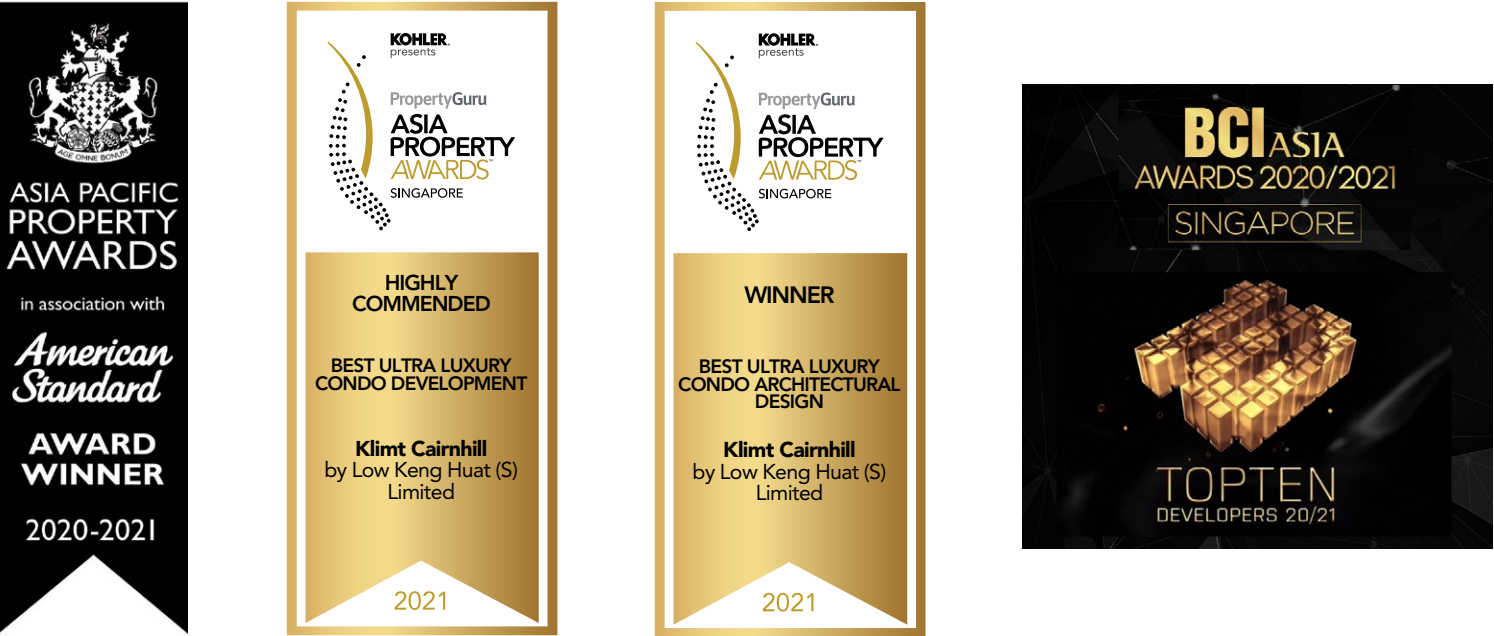 AGE OMNE BONUM
ASIA PACIFIC
PROPERTY
AWARDS
in association with
American
Standard
AWARD
WINNER
2020-2021
KOHLER.
presents
PropertyGuru
ASIA
PROPERTY
AWARDS™
SINGAPORE
HIGHLY
COMMENDED
BEST ULTRA LUXURY
CONDO DEVELOPMENT
Klimt Cairnhill
by Low Keng Huat (S)
Limited
2021
KOHLER.
presents
PropertyGuru
ASIA
PROPERTY
AWARDS™
SINGAPORE
WINNER
BEST ULTRA LUXURY
CONDO ARCHITECTURAL
DESIGN
Klimt Cairnhill
by Low Keng Huat (S)
Limited
2021
BCI ASIA
AWARDS 2020/2021
SINGAPORE
TOPTEN
DEVELOPERS 20/21